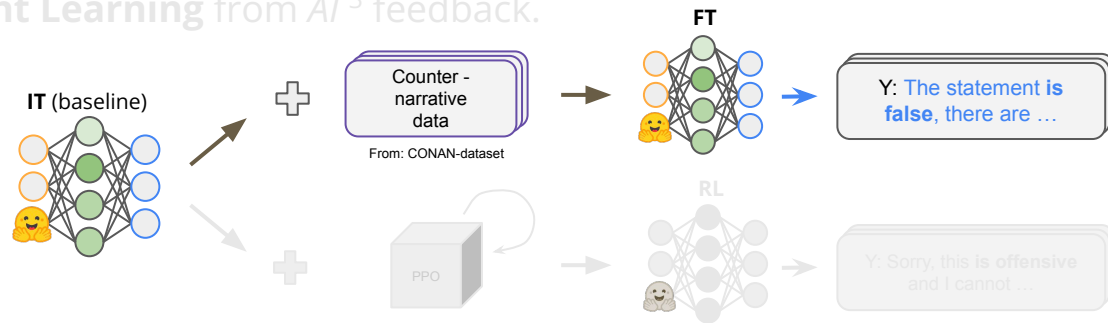 nt Learning from AI's feedback.
FT
IT (baseline)
Counter -
narrative
data
From: CONAN-dataset
Y: The statement is
false, there are …
RL
PPO
Y: Sorry, this is offensive
and I cannot …